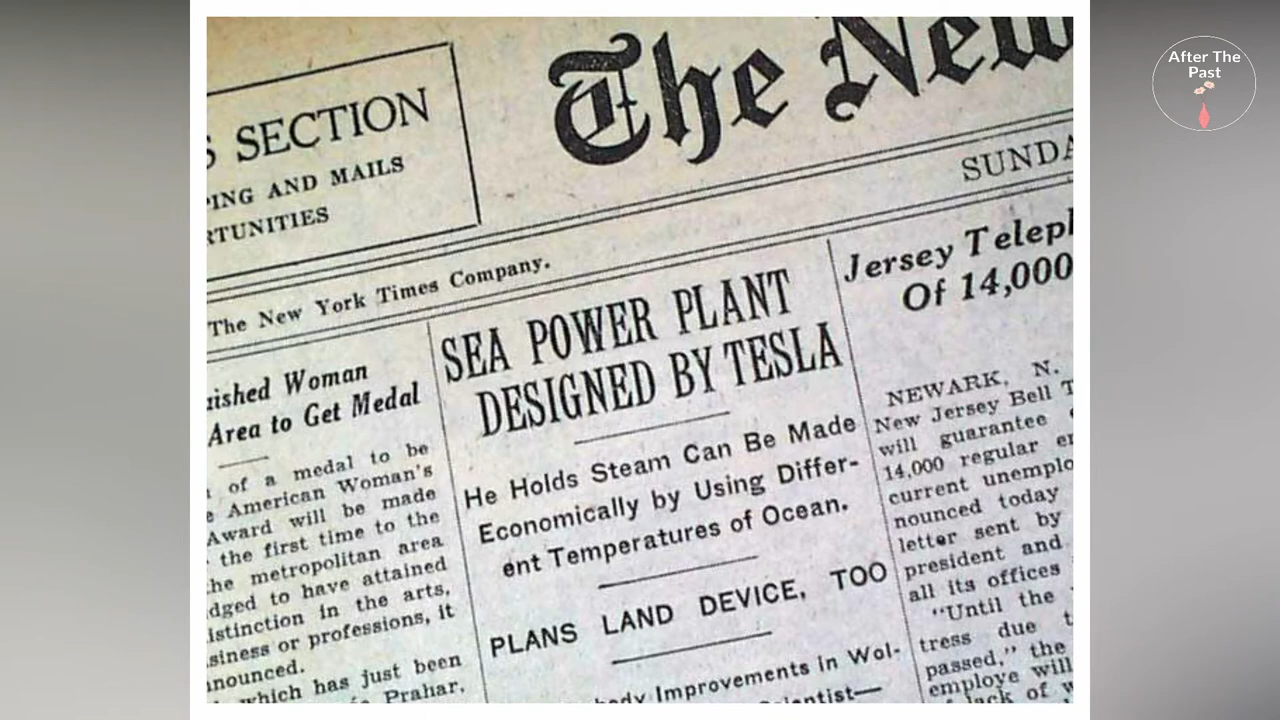 The New
S SECTION
PING AND MAILS
RTUNITIES
SUNDA
The New York Times Company.
ished Woman
Area to Get Medal
of a medal to be
American Woman's
Award will be made
the first time to the
he metropolitan area
dged to have attained
istinction in the arts,
siness or professions, it
nounced.
which has just been
Prahar,
SEA POWER PLANT
DESIGNED BY TESLA
He Holds Steam Can Be Made
Economically by Using Differ-
ent Temperatures of Ocean.
PLANS LAND DEVICE, TOO
body Improvements in Wol-
Scientist—
Jersey Teleph
Of 14,000
NEWARK, N.
New Jersey Bell T
will guarantee
14,000 regular em
current unemplo
nounced today
letter sent by
president and
all its offices
"Until the
tress due t
passed," the
employe will
lack of w
After The
Past